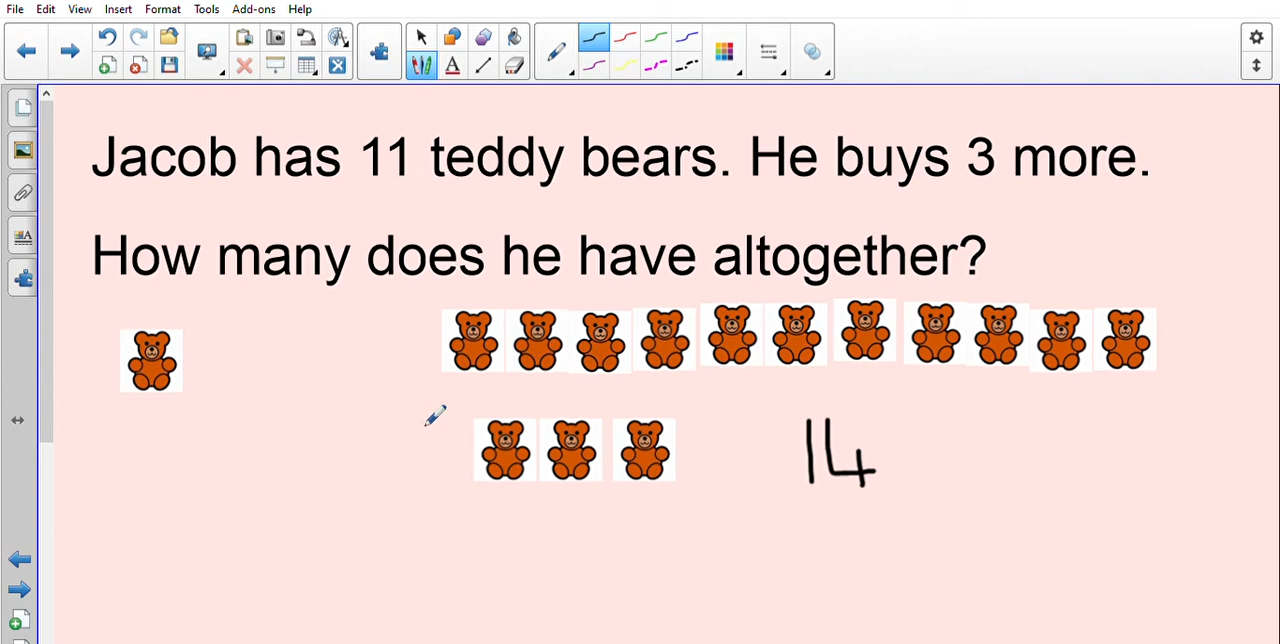 File Edit View Insert Format Tools Add-ons Help
Jacob has 11 teddy bears. He buys 3 more.
How many does he have altogether?
14